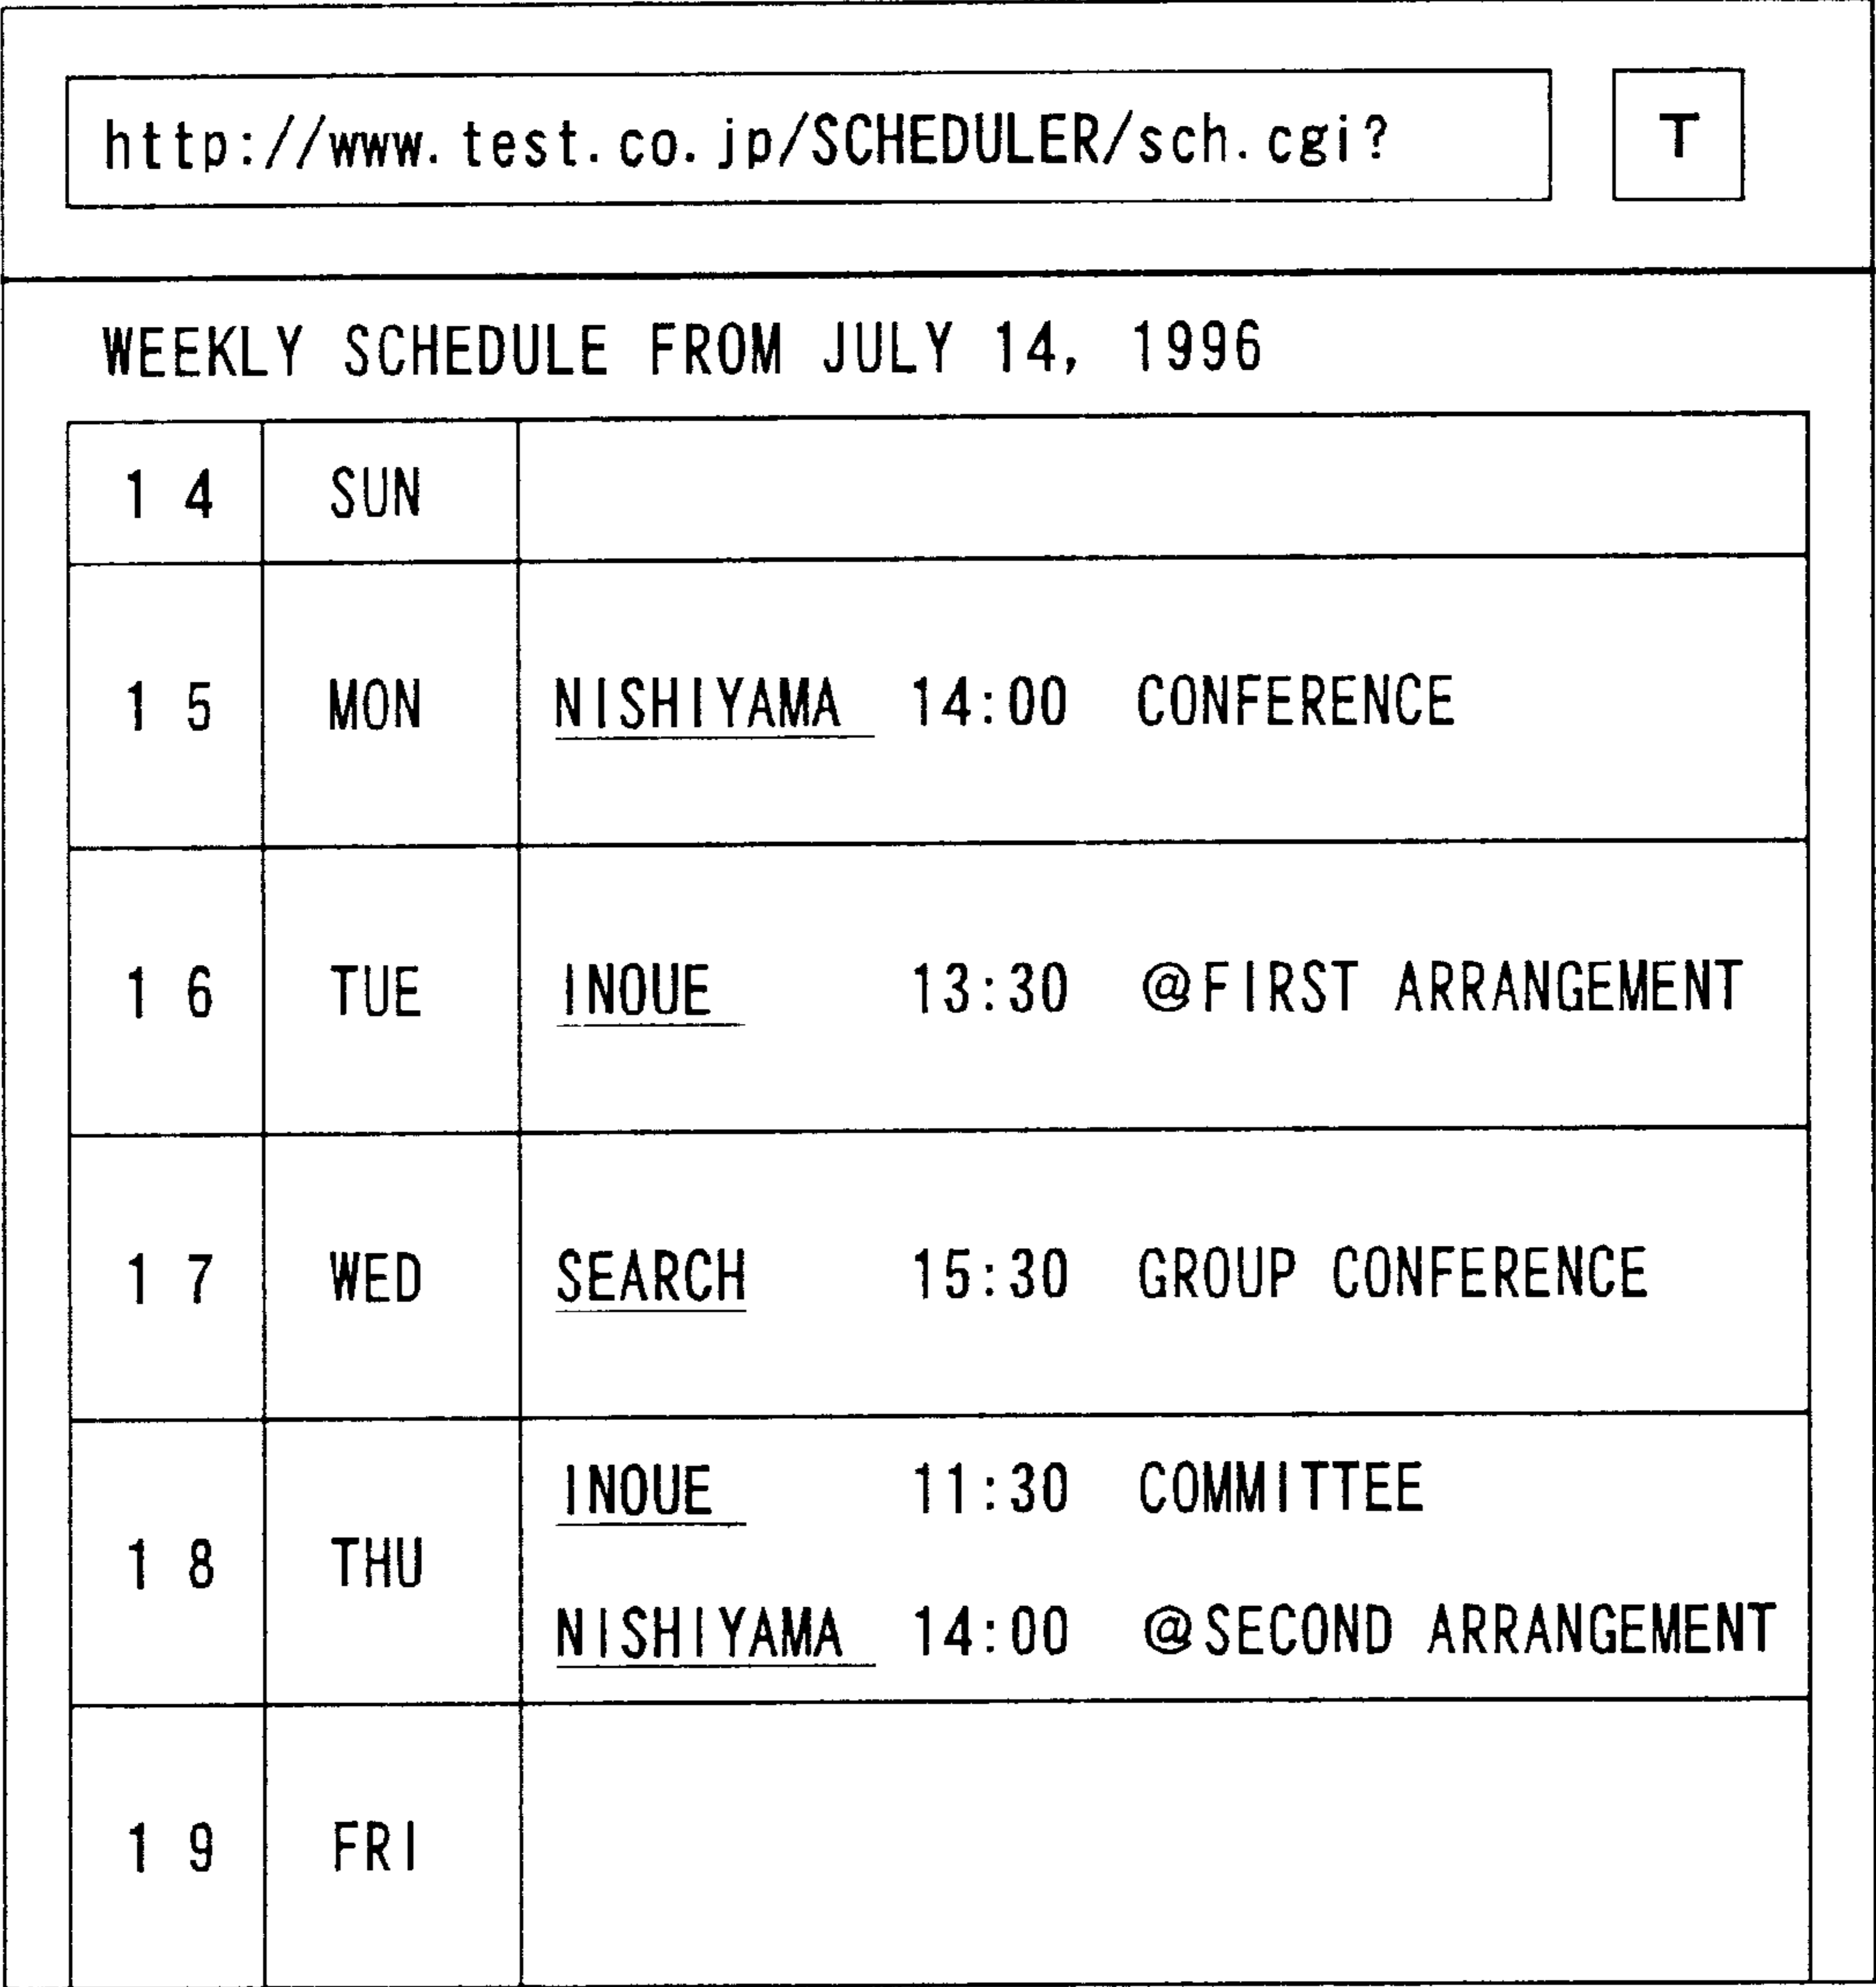 http://www.test.co.jp/SCHEDULER/sch.cgi? T
WEEKLY SCHEDULE FROM JULY 14, 1996
14 SUN
15 MON NISHIYAMA 14:00 CONFERENCE
16 TUE INOUE 13:30 @FIRST ARRANGEMENT
17 WED SEARCH 15:30 GROUP CONFERENCE
INOUE 11:30 COMMITTEE
18 THU
NISHIYAMA 14:00 @SECOND ARRANGEMENT
19 FRI